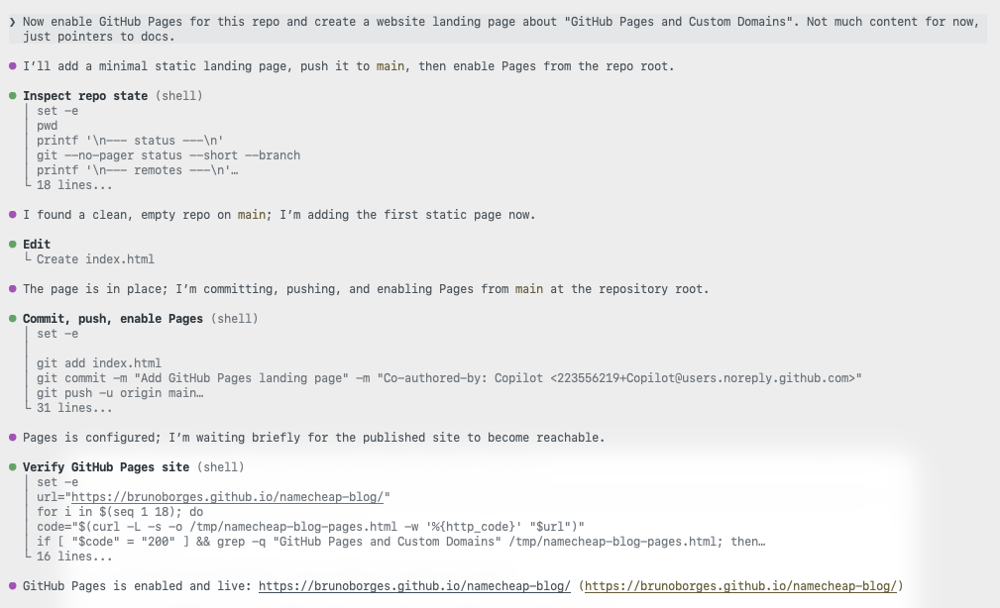 ❯ Now enable GitHub Pages for this repo and create a website landing page about "GitHub Pages and Custom Domains". Not much content for now,
just pointers to docs.
● I’ll add a minimal static landing page, push it to main, then enable Pages from the repo root.
● Inspect repo state (shell)
│ set -e
│ pwd
│ printf '\n--- status ---\n'
│ git --no-pager status --short --branch
│ printf '\n--- remotes ---\n'…
└ 18 lines...
● I found a clean, empty repo on main; I’m adding the first static page now.
● Edit
└ Create index.html
● The page is in place; I’m committing, pushing, and enabling Pages from main at the repository root.
● Commit, push, enable Pages (shell)
│ set -e
│
│ git add index.html
│ git commit -m "Add GitHub Pages landing page" -m "Co-authored-by: Copilot <223556219+Copilot@users.noreply.github.com>"
│ git push -u origin main…
└ 31 lines...
● Pages is configured; I’m waiting briefly for the published site to become reachable.
● Verify GitHub Pages site (shell)
│ set -e
│ url="https://brunoborges.github.io/namecheap-blog/"
│ for i in $(seq 1 18); do
│ code="$(curl -L -s -o /tmp/namecheap-blog-pages.html -w '%{http_code}' "$url")"
│ if [ "$code" = "200" ] && grep -q "GitHub Pages and Custom Domains" /tmp/namecheap-blog-pages.html; then…
└ 16 lines...
● GitHub Pages is enabled and live: https://brunoborges.github.io/namecheap-blog/ (https://brunoborges.github.io/namecheap-blog/)